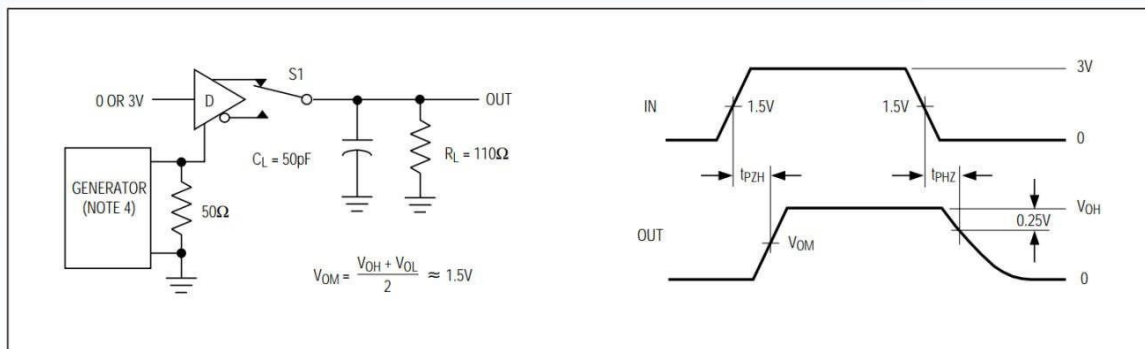 S1
0 OR 3V
D
OUT
C_L = 50pF
R_L = 110Ω
GENERATOR
(NOTE 4)
50Ω
V_OM = (V_OH + V_OL) / 2 ≈ 1.5V
3V
IN
1.5V
1.5V
0
t_PZH
t_PHZ
V_OH
0.25V
OUT
V_OM
0